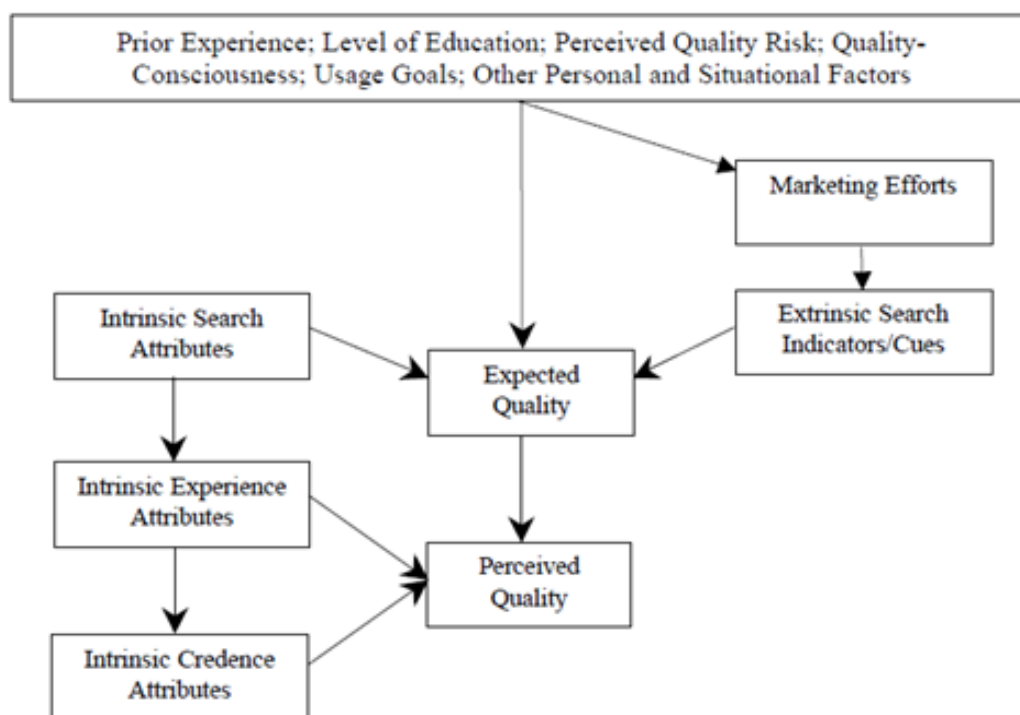 Prior Experience; Level of Education; Perceived Quality Risk; Quality-
Consciousness; Usage Goals; Other Personal and Situational Factors
Marketing Efforts
Intrinsic Search
Attributes
Extrinsic Search
Indicators/Cues
Expected
Quality
Intrinsic Experience
Attributes
Perceived
Quality
Intrinsic Credence
Attributes